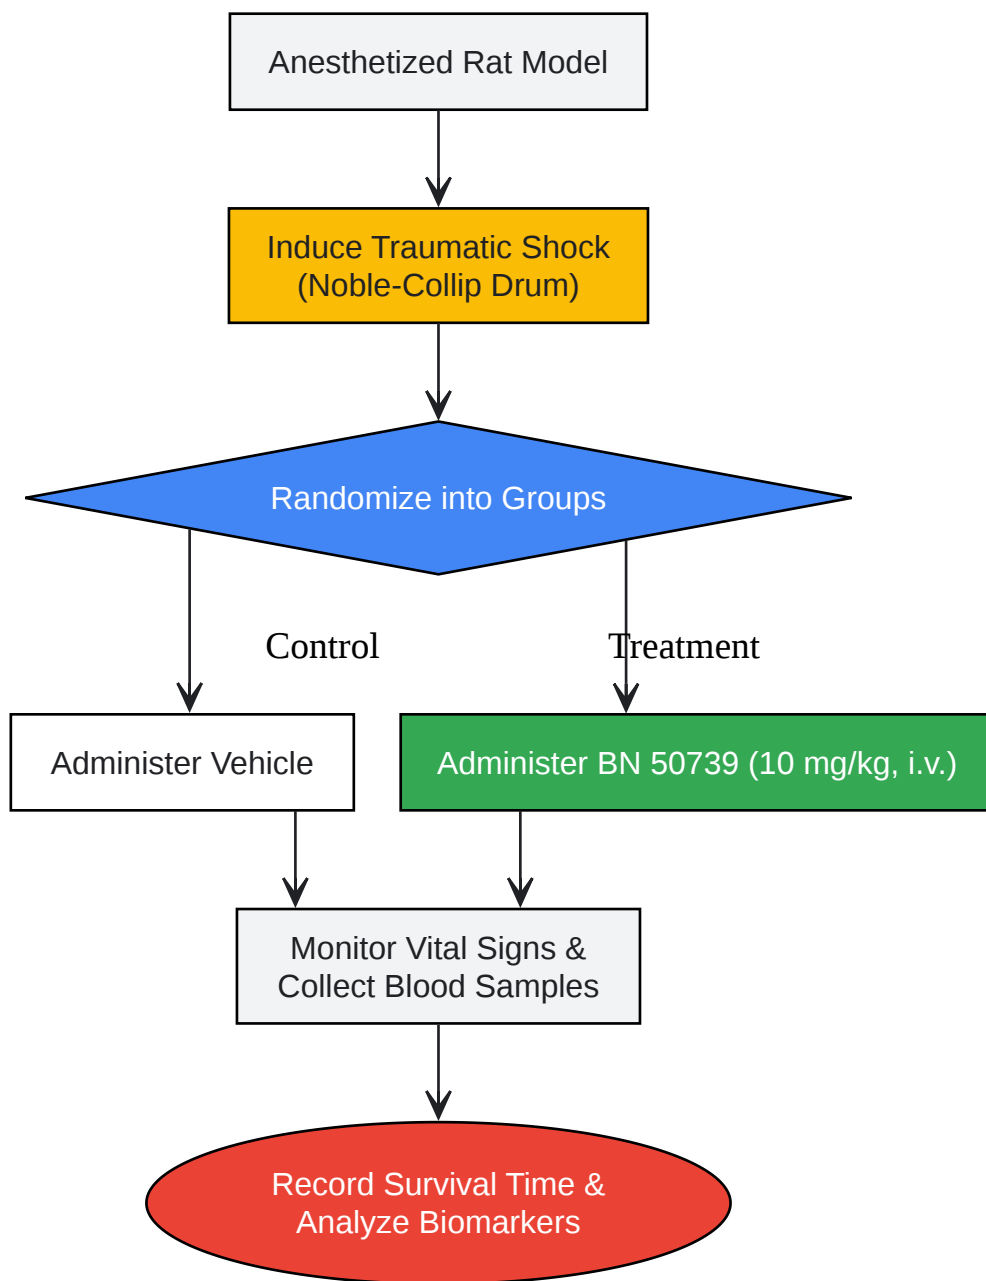 Anesthetized Rat Model
Induce Traumatic Shock
(Noble-Collip Drum)
Randomize into Groups
Control
Treatment
Administer Vehicle
Administer BN 50739 (10 mg/kg, i.v.)
Monitor Vital Signs &
Collect Blood Samples
Record Survival Time &
Analyze Biomarkers